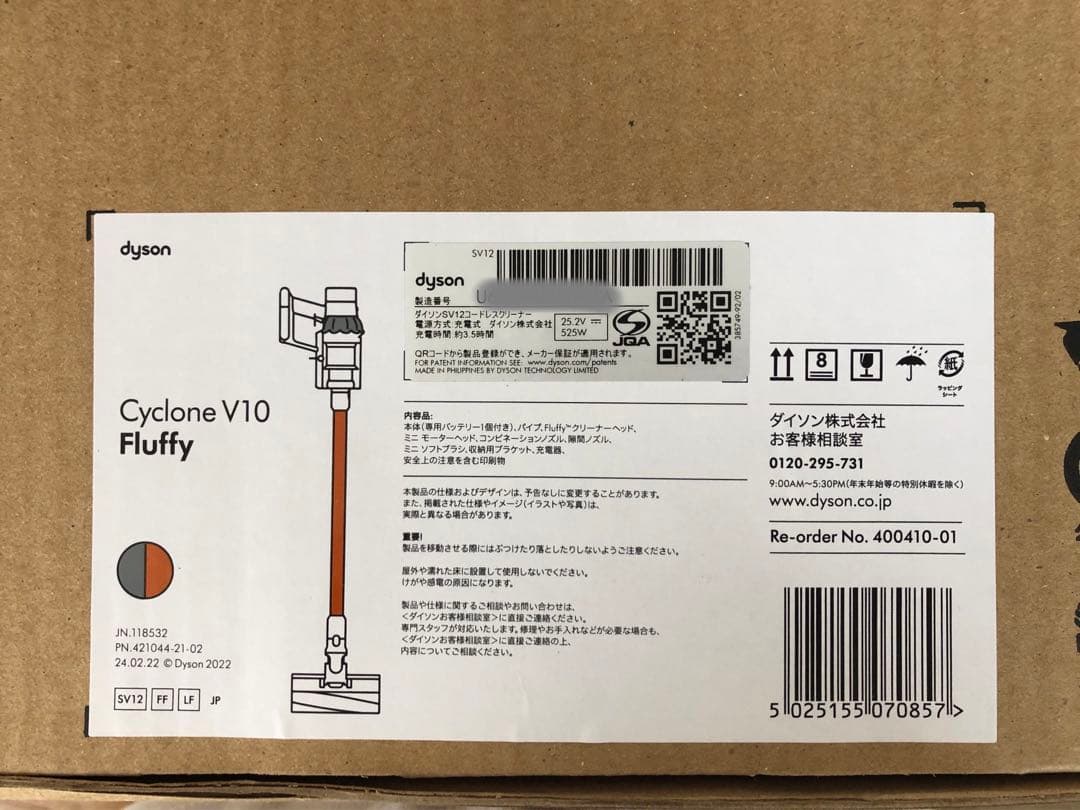 dyson
Cyclone V10
Fluffy
JN.118532
PN.421044-21-02
24.02.22 © Dyson 2022
SV12 FF LF JP
SV12
dyson
製造番号
ダイソンSV12コードレスクリーナー
電源方式 充電式 ダイソン株式会社
充電時間 約3.5時間
25.2V
525W
JQA
385749-92/02
QRコードから製品登録ができ、メーカー保証が適用されます。
FOR PATENT INFORMATION SEE: www.dyson.com/patents
MADE IN PHILIPPINES BY DYSON TECHNOLOGY LIMITED
内容品:
本体(専用バッテリー1個付き)、パイプ、Fluffy™クリーナーヘッド、
ミニ モーターヘッド、コンビネーションノズル、隙間ノズル、
ミニ ソフトブラシ、収納用ブラケット、充電器、
安全上の注意を含む印刷物
本製品の仕様およびデザインは、予告なしに変更することがあります。
また、掲載された仕様やイメージ(イラストや写真)は、
実際と異なる場合があります。
重要!
製品を移動させる際にはぶつけたり落としたりしないようご注意ください。
屋外や濡れた床に設置して使用しないでください。
けがや感電の原因になります。
製品や仕様に関するご相談やお問い合わせは、
<ダイソンお客様相談室>に直接ご連絡ください。
専門スタッフが対応いたします。修理やお手入れなどが必要な場合も、
<ダイソンお客様相談室>に直接ご連絡の上、
内容についてご相談ください。
8
紙
ラッピング
シート
ダイソン株式会社
お客様相談室
0120-295-731
9:00AM~5:30PM(年末年始等の特別休暇を除く)
www.dyson.co.jp
Re-order No. 400410-01
5 025155 070857 >